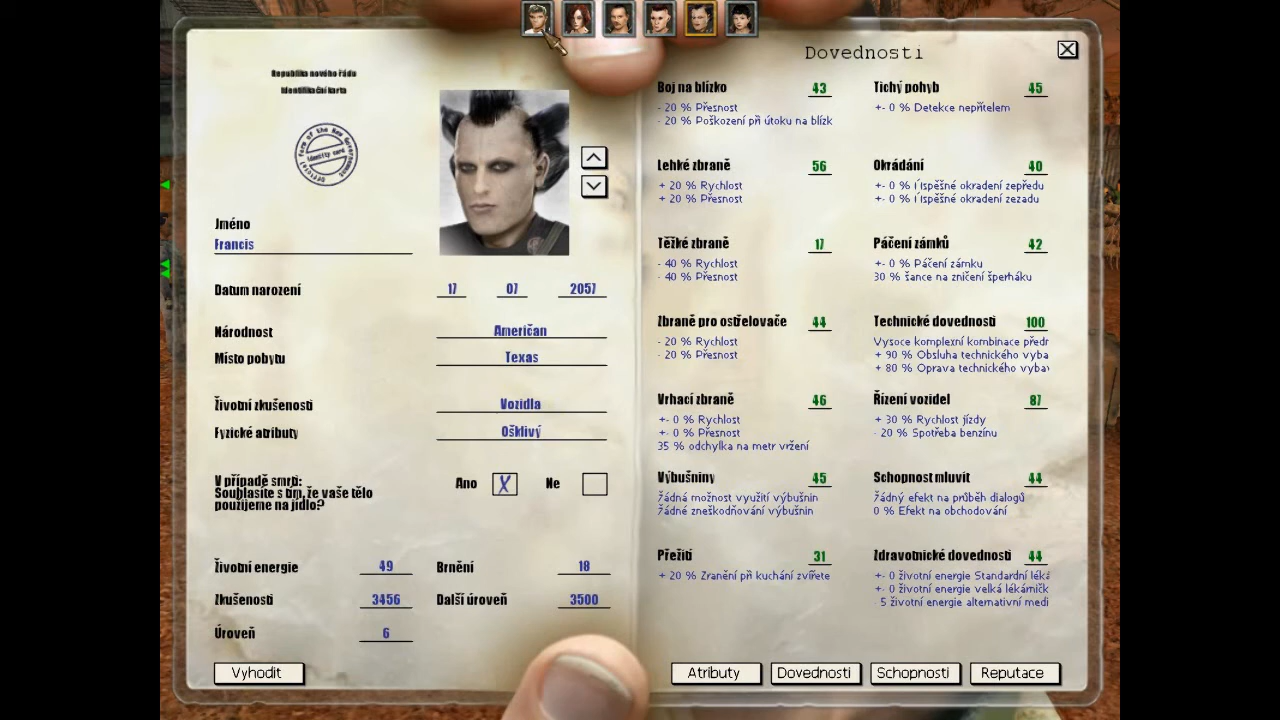 Republika nového řádu
Identifikační karta
Official form of the New Government
Identity card
Jméno
Francis
Datum narození 17 07 2057
Národnost Američan
Místo pobytu Texas
Životní zkušenosti Vozidla
Fyzické atributy Ošklivý
V případě smrti:
Souhlasíte s tím, že vaše tělo
použijeme na jídlo?
Ano X Ne
Životní energie 49 Brnění 18
Zkušenosti 3456 Další úroveň 3500
Úroveň 6
Vyhodit
Dovednosti
Boj na blízko 43
- 20 % Přesnost
- 20 % Poškození při útoku na blízk
Lehké zbraně 56
+ 20 % Rychlost
+ 20 % Přesnost
Těžké zbraně 17
- 40 % Rychlost
- 40 % Přesnost
Zbraně pro ostřelovače 44
- 20 % Rychlost
- 20 % Přesnost
Vrhací zbraně 46
+- 0 % Rychlost
+- 0 % Přesnost
35 % odchylka na metr vržení
Výbušniny 45
Žádná možnost využití výbušnin
Žádné zneškodňování výbušnin
Přežití 31
+ 20 % Zranění při kuchání zvířete
Tichý pohyb 45
+- 0 % Detekce nepřítelem
Okrádání 40
+- 0 % Úspěšné okradení zepředu
+- 0 % Úspěšné okradení zezadu
Páčení zámků 42
+- 0 % Páčení zámku
30 % šance na zničení šperháku
Technické dovednosti 100
Vysoce komplexní kombinace předm
+ 90 % Obsluha technického vyba
+ 80 % Oprava technického vybav
Řízení vozidel 87
+ 30 % Rychlost jízdy
- 20 % Spotřeba benzínu
Schopnost mluvit 44
Žádný efekt na průběh dialogů
0 % Efekt na obchodování
Zdravotnické dovednosti 44
+- 0 životní energie Standardní léká
+- 0 životní energie velká lékárničk
- 5 životní energie alternativní medi
Atributy Dovednosti Schopnosti Reputace